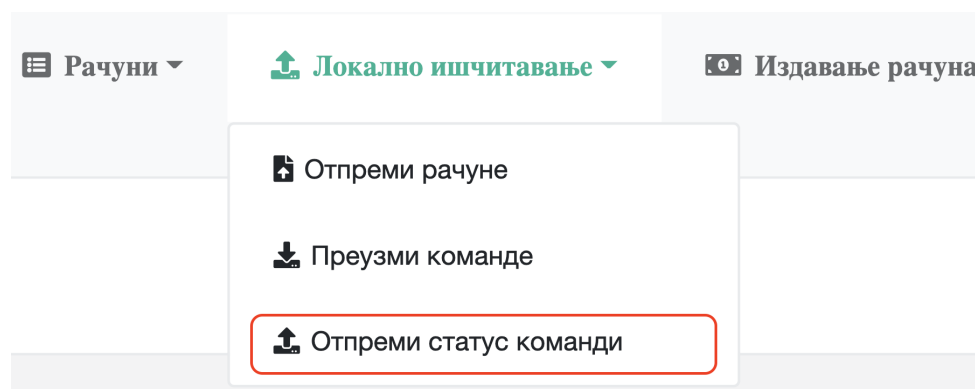 Рачуни
Локално ишчитавање
Издавање рачуна
Отпреми рачуне
Преузми команде
Отпреми статус команди